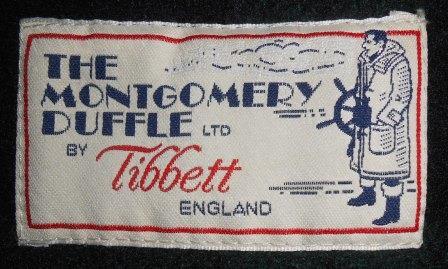 THE
MONTGOMERY
DUFFLE LTD
BY Tibbett
ENGLAND